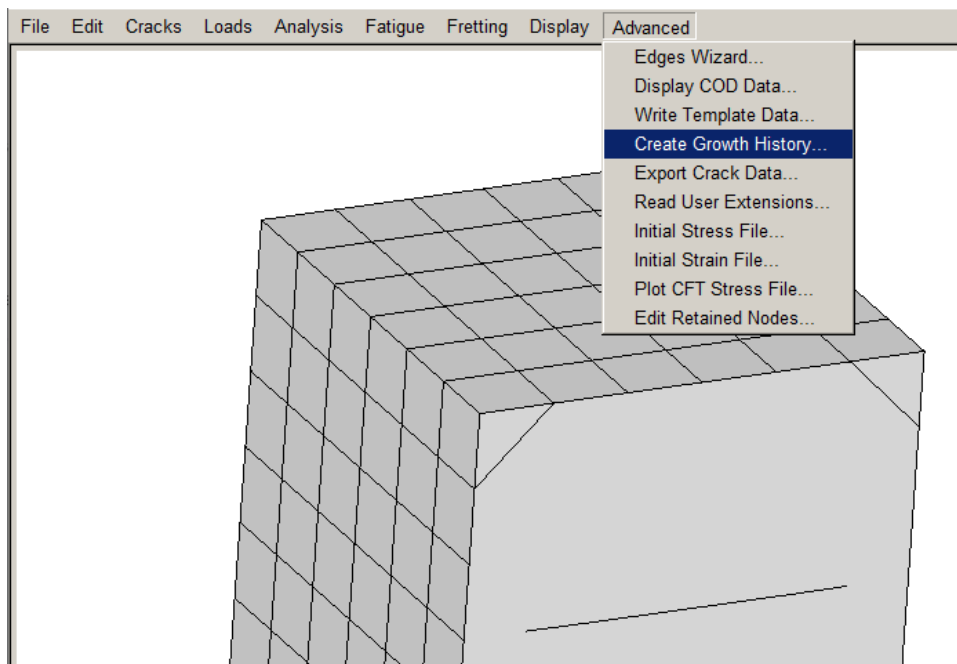 File Edit Cracks Loads Analysis Fatigue Fretting Display Advanced
Edges Wizard...
Display COD Data...
Write Template Data...
Create Growth History...
Export Crack Data...
Read User Extensions...
Initial Stress File...
Initial Strain File...
Plot CFT Stress File...
Edit Retained Nodes...